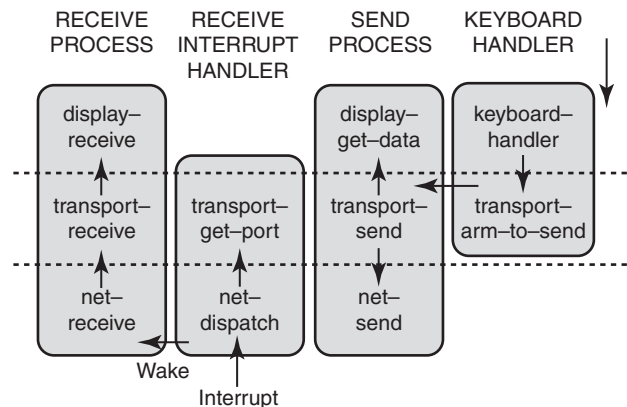 RECEIVE
PROCESS
RECEIVE
INTERRUPT
HANDLER
SEND
PROCESS
KEYBOARD
HANDLER
display–
receive
transport–
receive
net–
receive
transport–
get–port
net–
dispatch
display–
get–data
transport–
send
net–
send
keyboard–
handler
transport–
arm–to–send
Wake
Interrupt